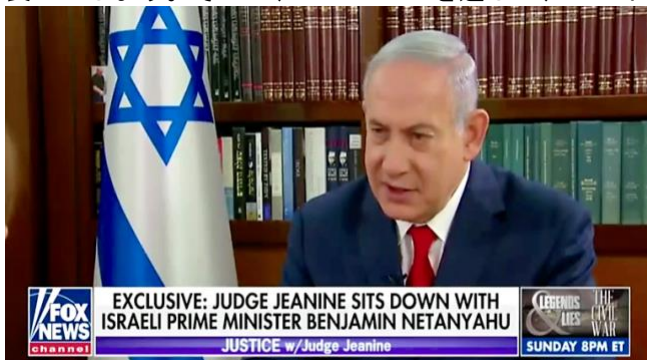 EXCLUSIVE: JUDGE JEANINE SITS DOWN WITH
ISRAELI PRIME MINISTER BENJAMIN NETANYAHU
JUSTICE w/Judge Jeanine
FOX
NEWS
channel
LEGENDS & LIES
THE
CIVIL
WAR
SUNDAY 8PM ET